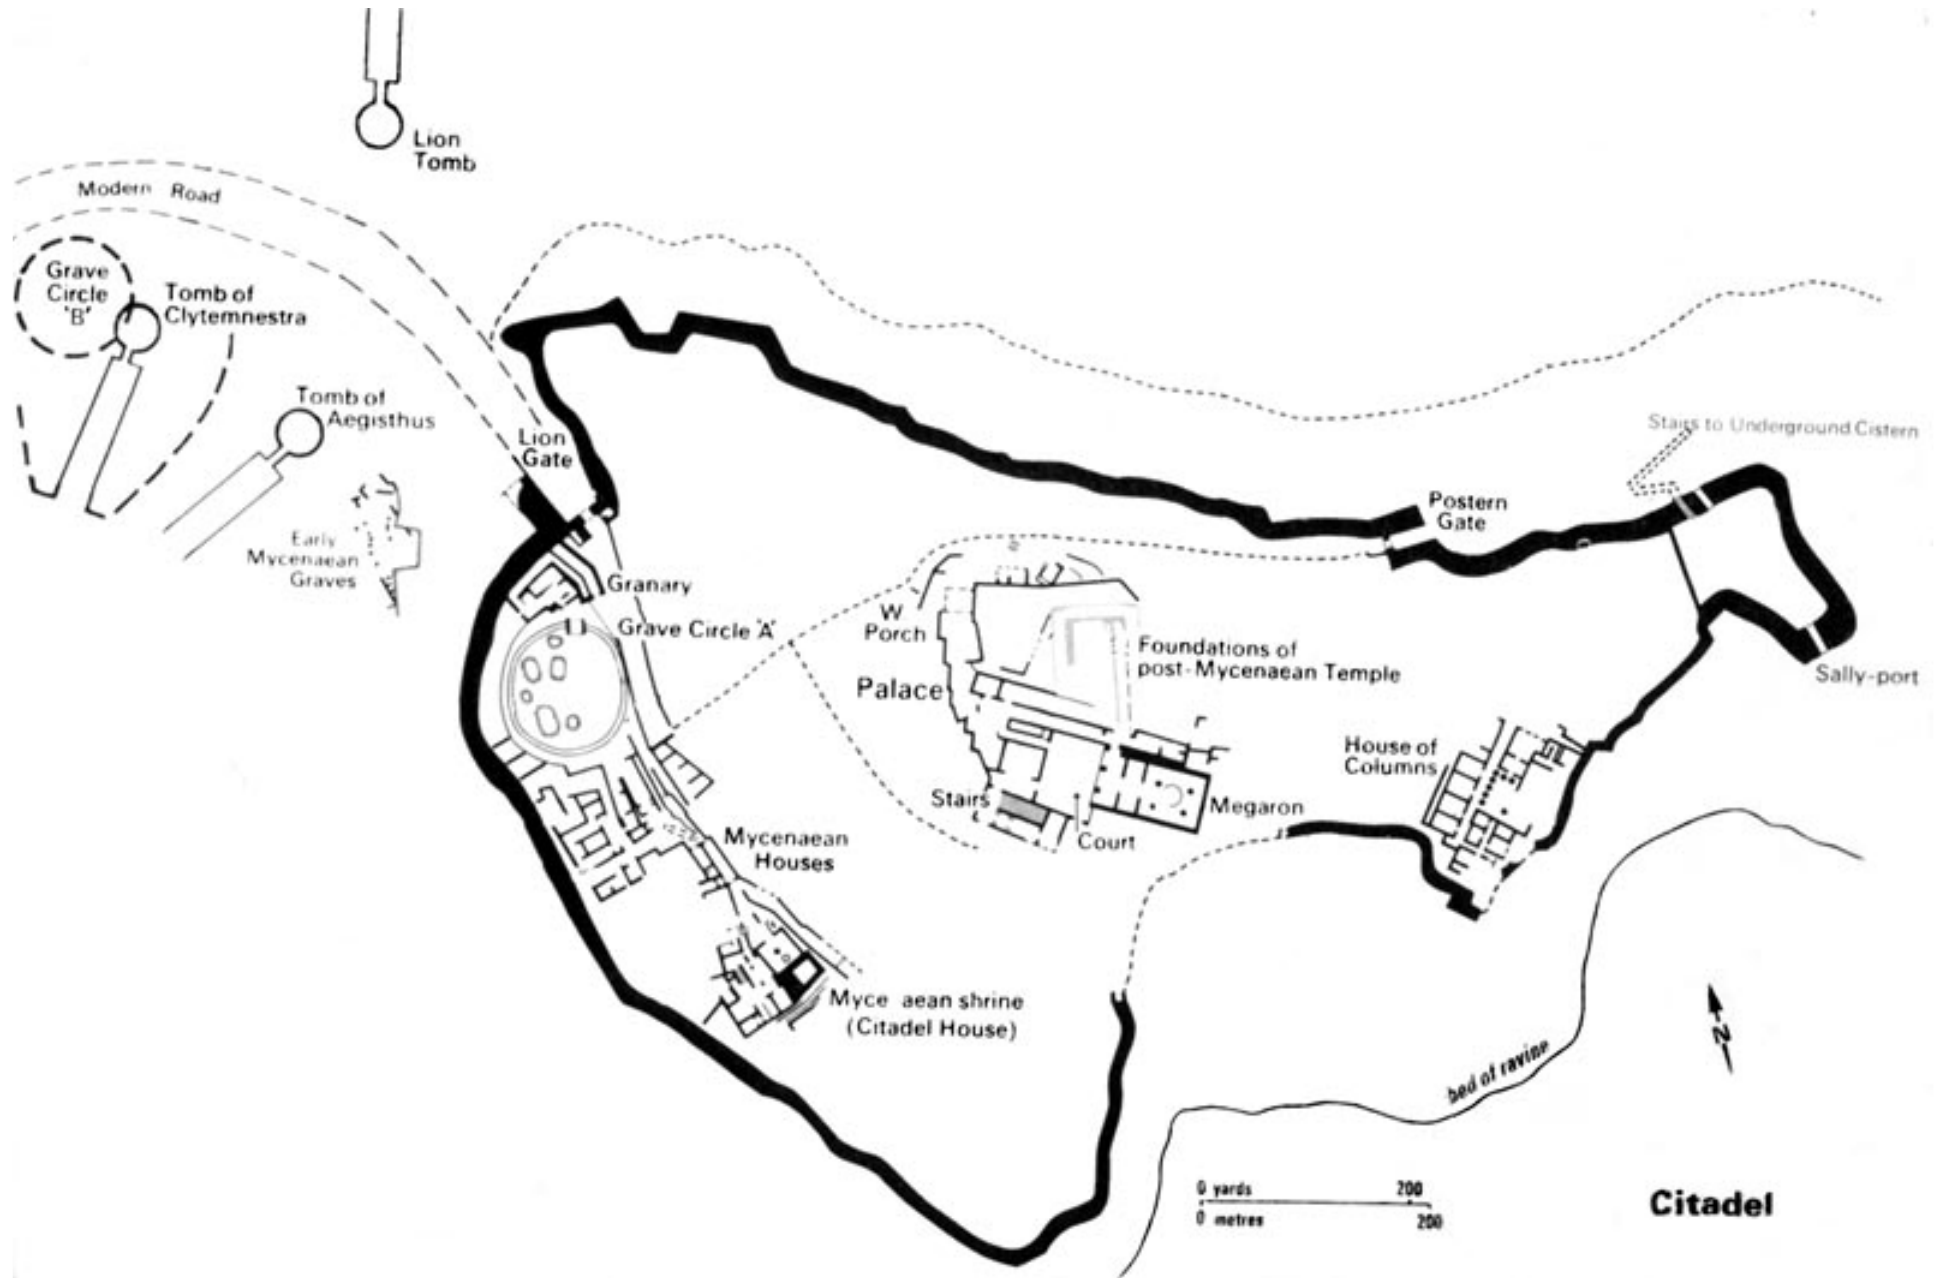 Lion
Tomb
Modern Road
Grave
Circle
'B'
Tomb of
Clytemnestra
Tomb of
Aegisthus
Lion
Gate
Stairs to Underground Cistern
Postern
Gate
Early
Mycenaean
Graves
Granary
W
Porch
Grave Circle 'A'
Foundations of
post-Mycenaean Temple
Palace
Sally-port
House of
Columns
Stairs
Megaron
Court
Mycenaean
Houses
Myce aean shrine
(Citadel House)
N
bed of ravine
0 yards 200
0 metres 200
Citadel